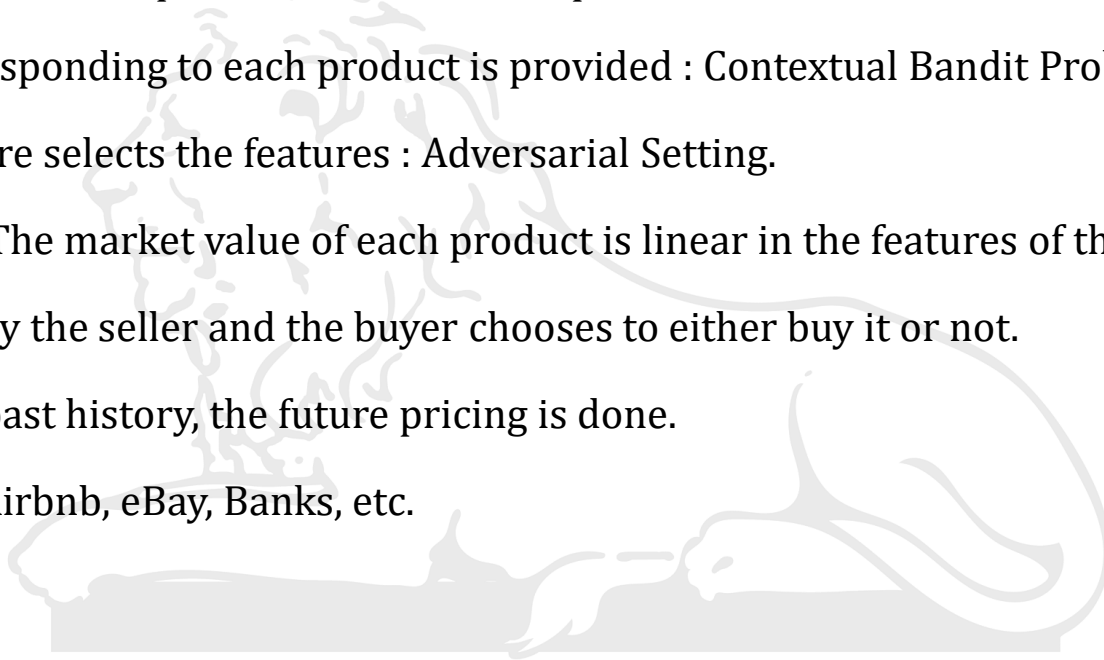 sponding to each product is provided : Contextual Bandit Pro
re selects the features : Adversarial Setting.
The market value of each product is linear in the features of th
y the seller and the buyer chooses to either buy it or not.
ast history, the future pricing is done.
irbnb, eBay, Banks, etc.